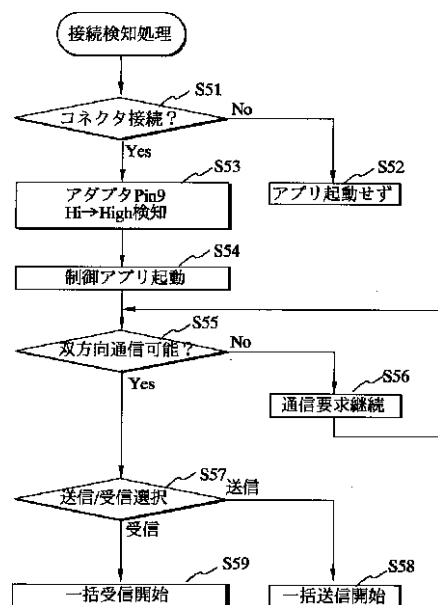 接続検知処理
S51
コネクタ接続？
No
Yes
S53
アダプタPin9
Hi→High検知
S52
アプリ起動せず
S54
制御アプリ起動
S55
双方向通信可能？
No
Yes
S56
通信要求継続
S57
送信/受信選択
送信
受信
S59
一括受信開始
S58
一括送信開始